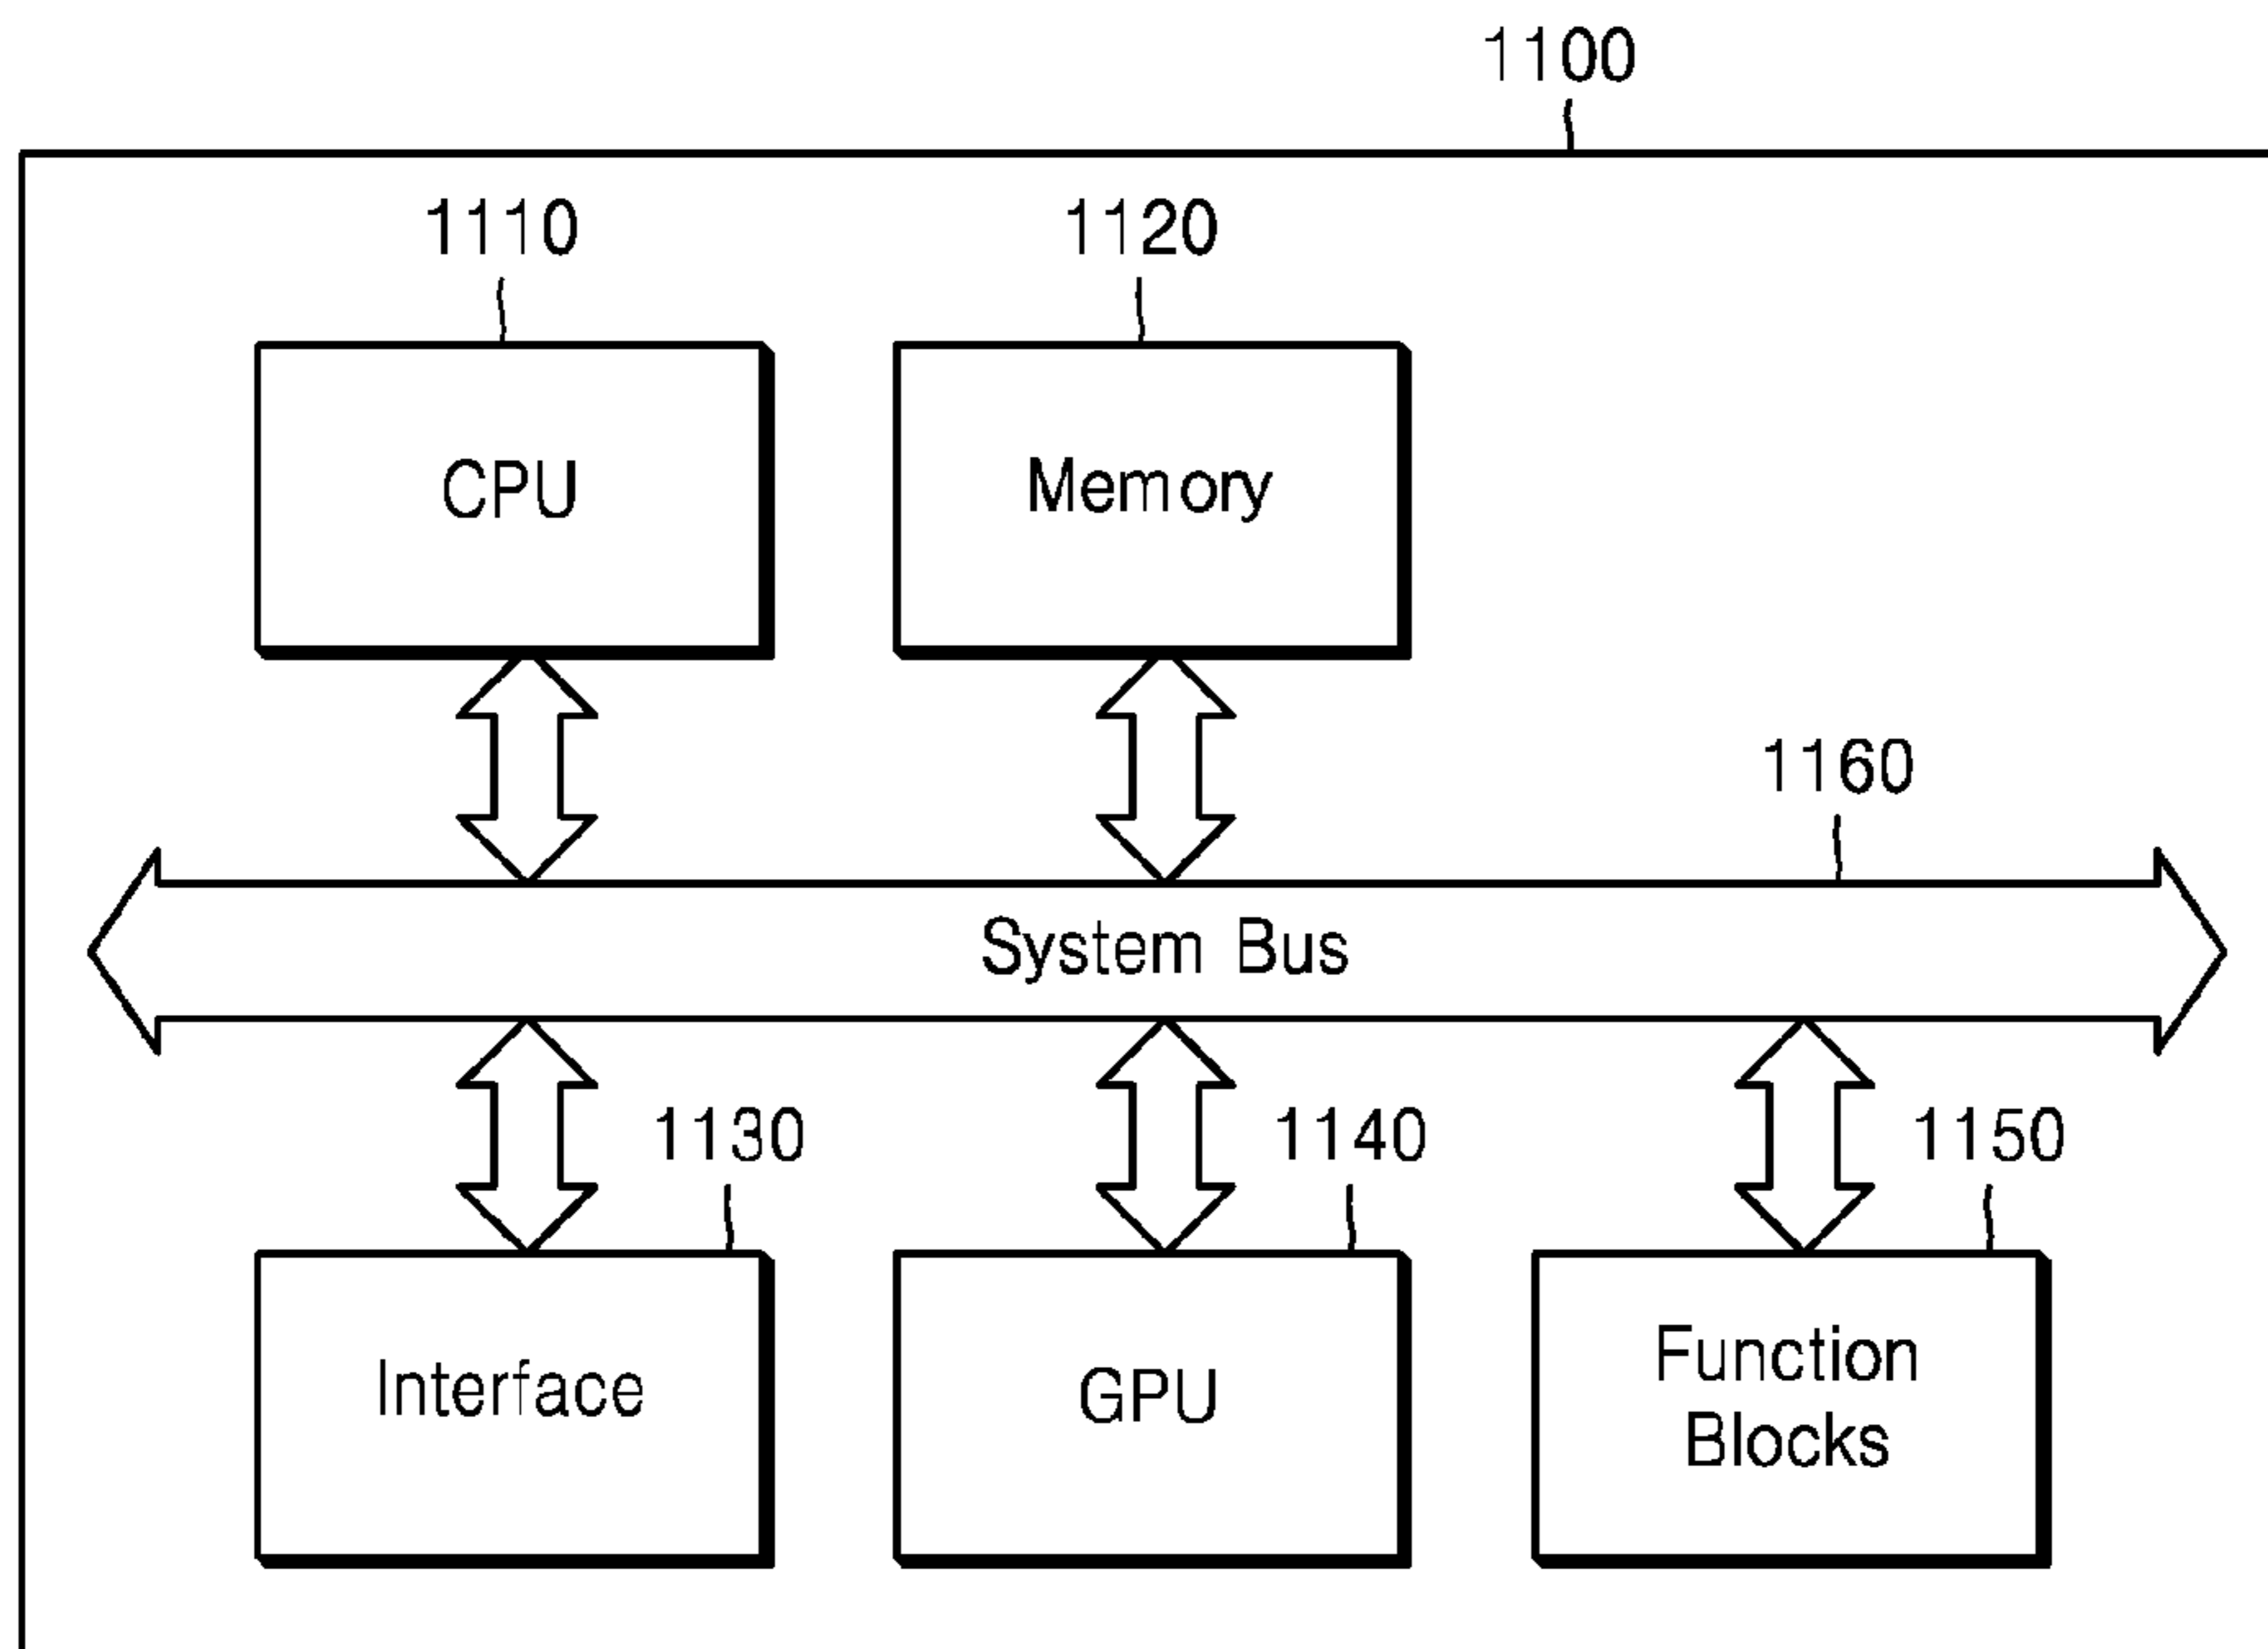 1100
1110
1120
CPU
Memory
1160
System Bus
1130
1140
1150
Interface
GPU
Function
Blocks